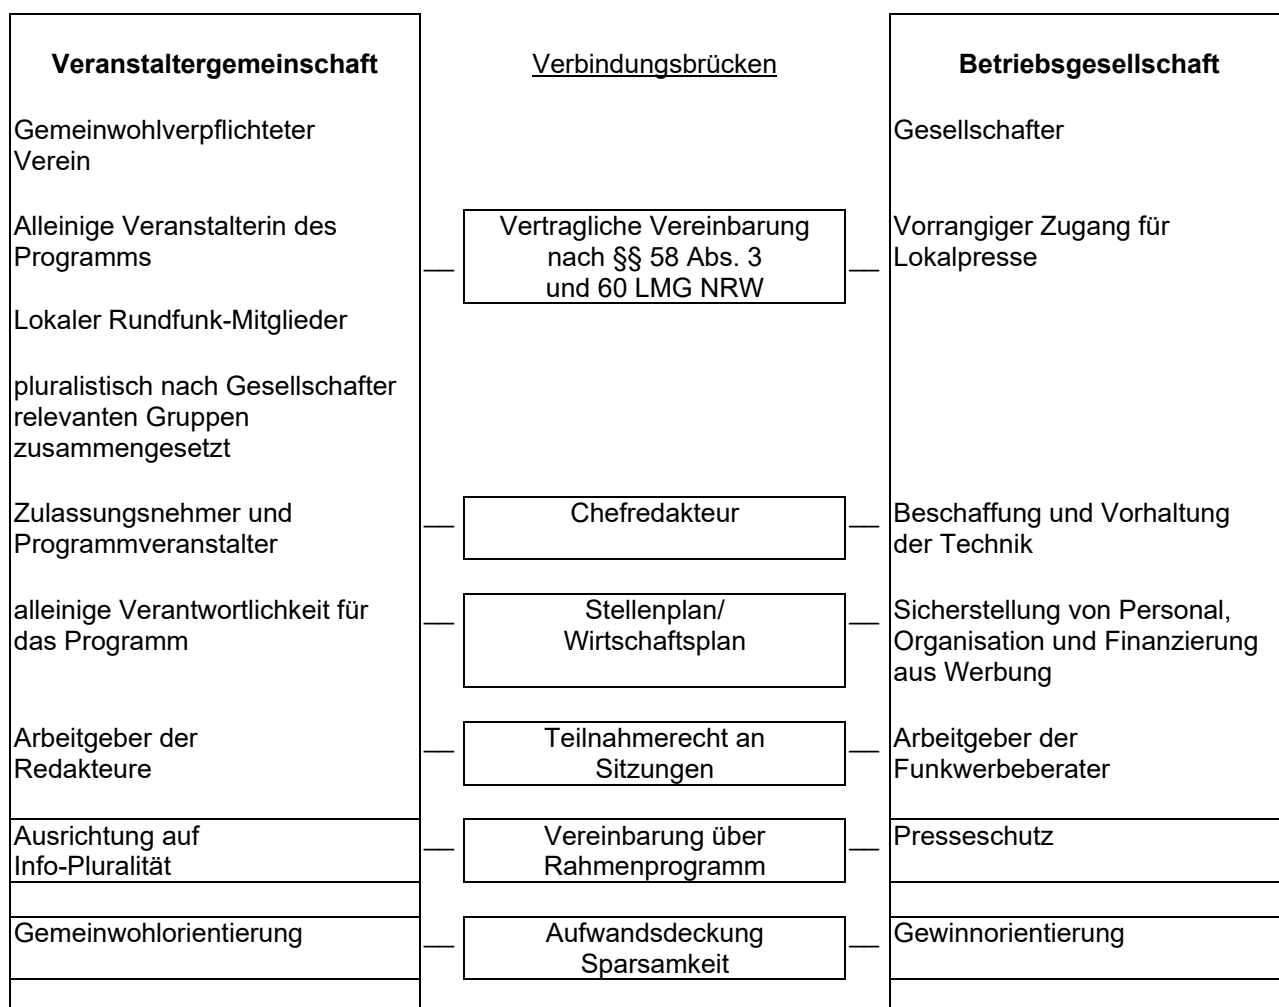 Veranstaltergemeinschaft
Verbindungsbrücken
Betriebsgesellschaft
Gemeinwohlverpflichteter
Verein
Gesellschafter
Alleinige Veranstalterin des
Programms
Vertragliche Vereinbarung
nach §§ 58 Abs. 3
und 60 LMG NRW
Vorrangiger Zugang für
Lokalpresse
Lokaler Rundfunk-Mitglieder
pluralistisch nach Gesellschafter
relevanten Gruppen
zusammengesetzt
Zulassungsnehmer und
Programmveranstalter
Chefredakteur
Beschaffung und Vorhaltung
der Technik
alleinige Verantwortlichkeit für
das Programm
Stellenplan/
Wirtschaftsplan
Sicherstellung von Personal,
Organisation und Finanzierung
aus Werbung
Arbeitgeber der
Redakteure
Teilnahmerecht an
Sitzungen
Arbeitgeber der
Funkwerbeberater
Ausrichtung auf
Info-Pluralität
Vereinbarung über
Rahmenprogramm
Presseschutz
Gemeinwohlorientierung
Aufwandsdeckung
Sparsamkeit
Gewinnorientierung